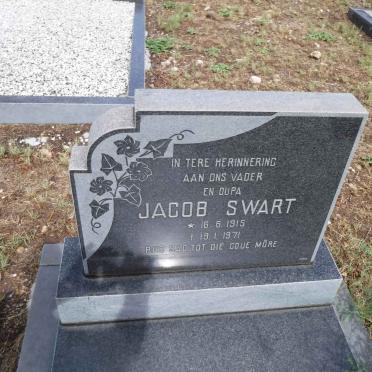 IN TERE HERINNERING
AAN ONS VADER
EN OUPA
JACOB SWART
* 16.6.1915
† 19.1.1971
RUS SAG TOT DIE GOUE MÔRE